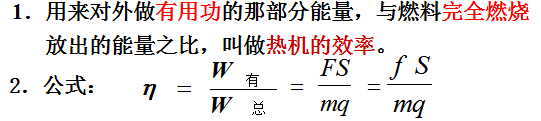 1．用来对外做有用功的那部分能量，与燃料完全燃烧
放出的能量之比，叫做热机的效率。
2．公式： η = W有 / W总 = FS / mq = f S / mq